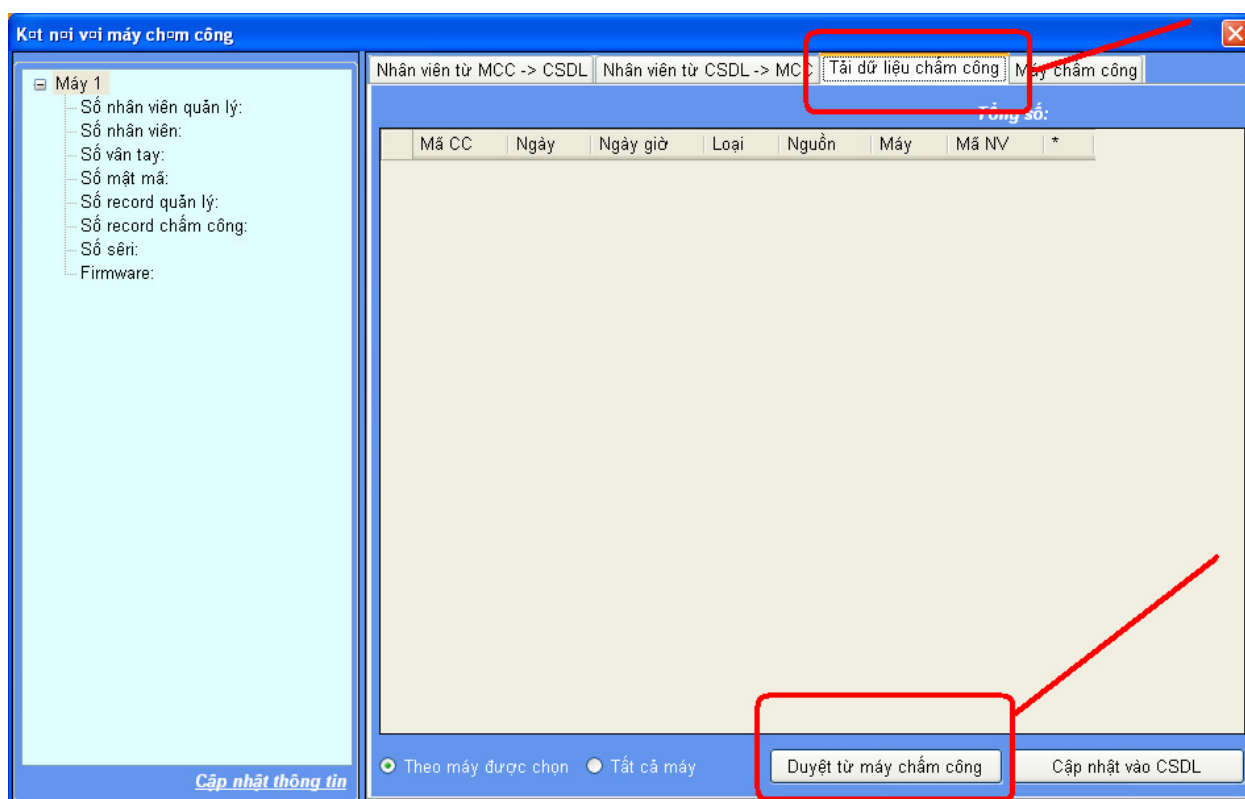 K¤t n¤i v¤i máy ch¤m công
Máy 1
Số nhân viên quản lý:
Số nhân viên:
Số vân tay:
Số mật mã:
Số record quản lý:
Số record chấm công:
Số sêri:
Firmware:
Cập nhật thông tin
Nhân viên từ MCC -> CSDL Nhân viên từ CSDL -> MCC Tải dữ liệu chấm công Máy chấm công
Tổng số:
Mã CC Ngày Ngày giờ Loại Nguồn Máy Mã NV *
Theo máy được chọn Tất cả máy Duyệt từ máy chấm công Cập nhật vào CSDL